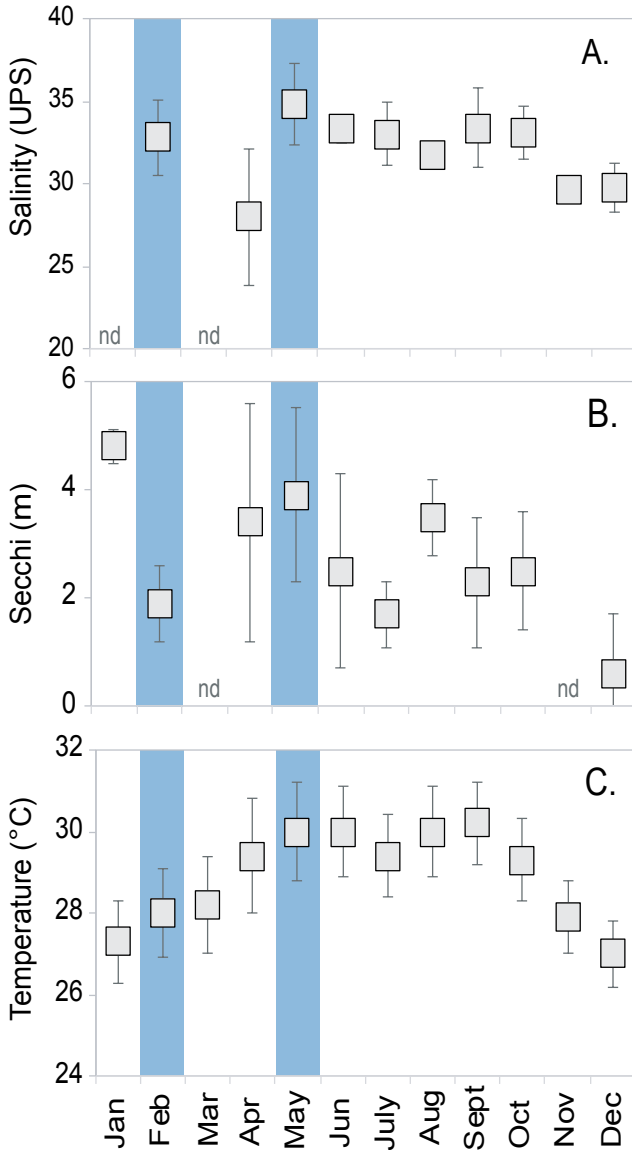 A.
Salinity (UPS)
40
35
30
25
20
nd
nd
B.
Secchi (m)
6
4
2
0
nd
nd
C.
Temperature (°C)
32
30
28
26
24
Jan
Feb
Mar
Apr
May
Jun
July
Aug
Sept
Oct
Nov
Dec